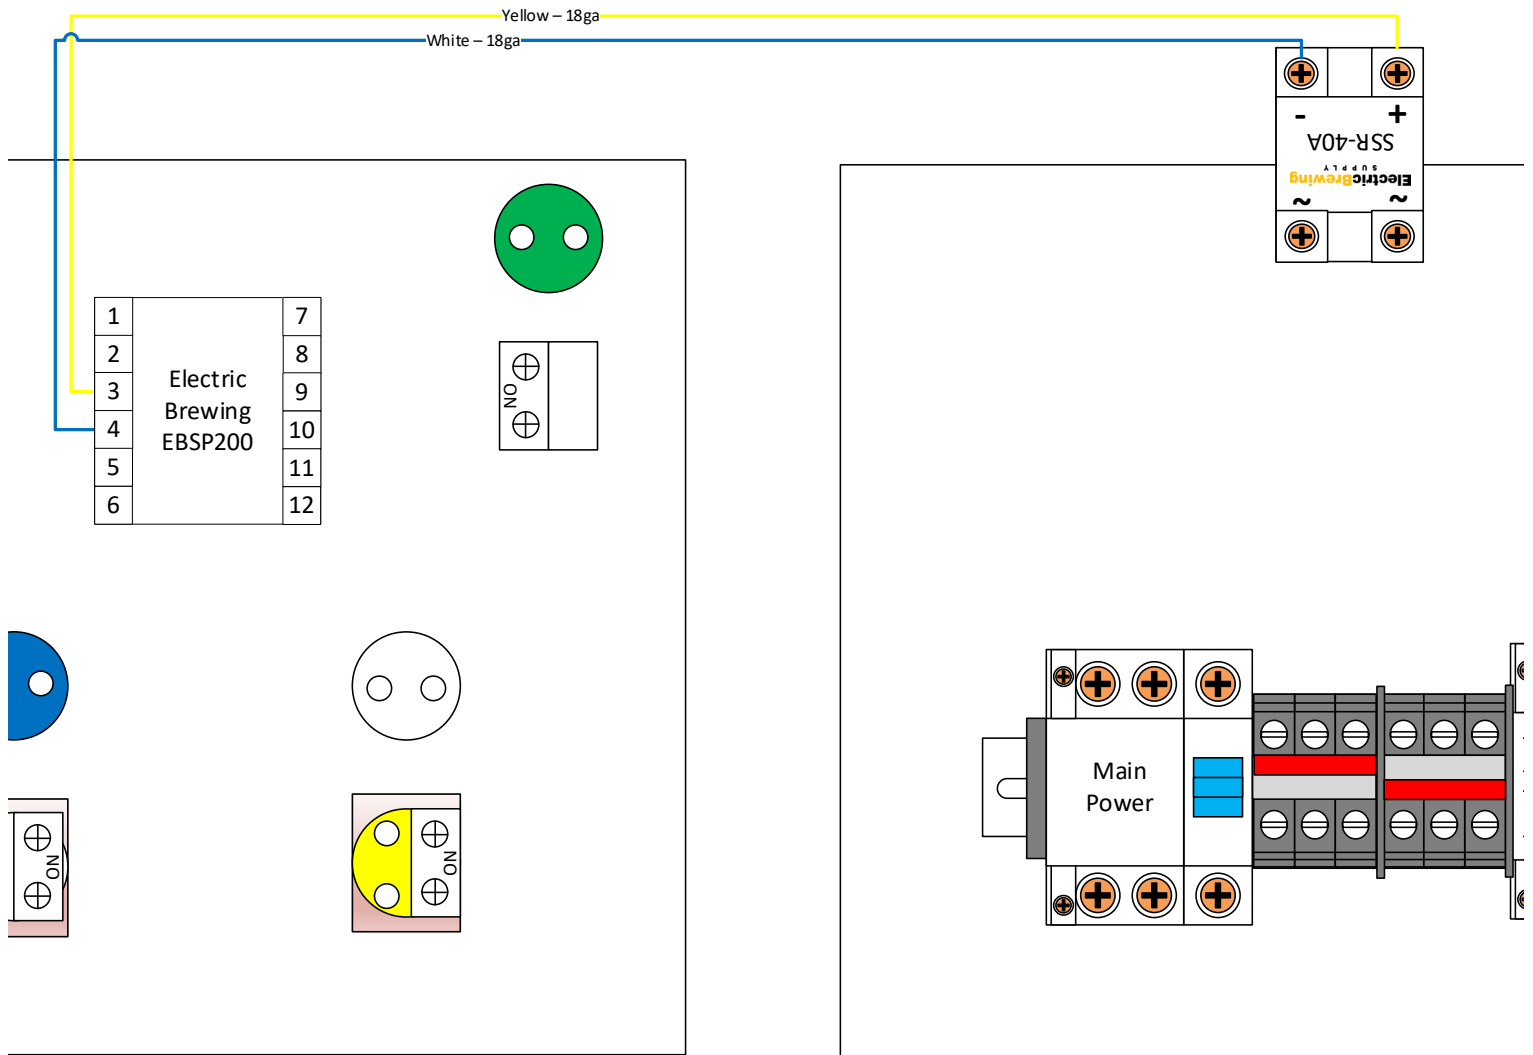 Yellow – 18ga
White – 18ga
- +
SSR-40A
ElectricBrewing
SUPPLY
~ ~
1
2
3
4
5
6
Electric
Brewing
EBSP200
7
8
9
10
11
12
NO
NO
NO
Main
Power